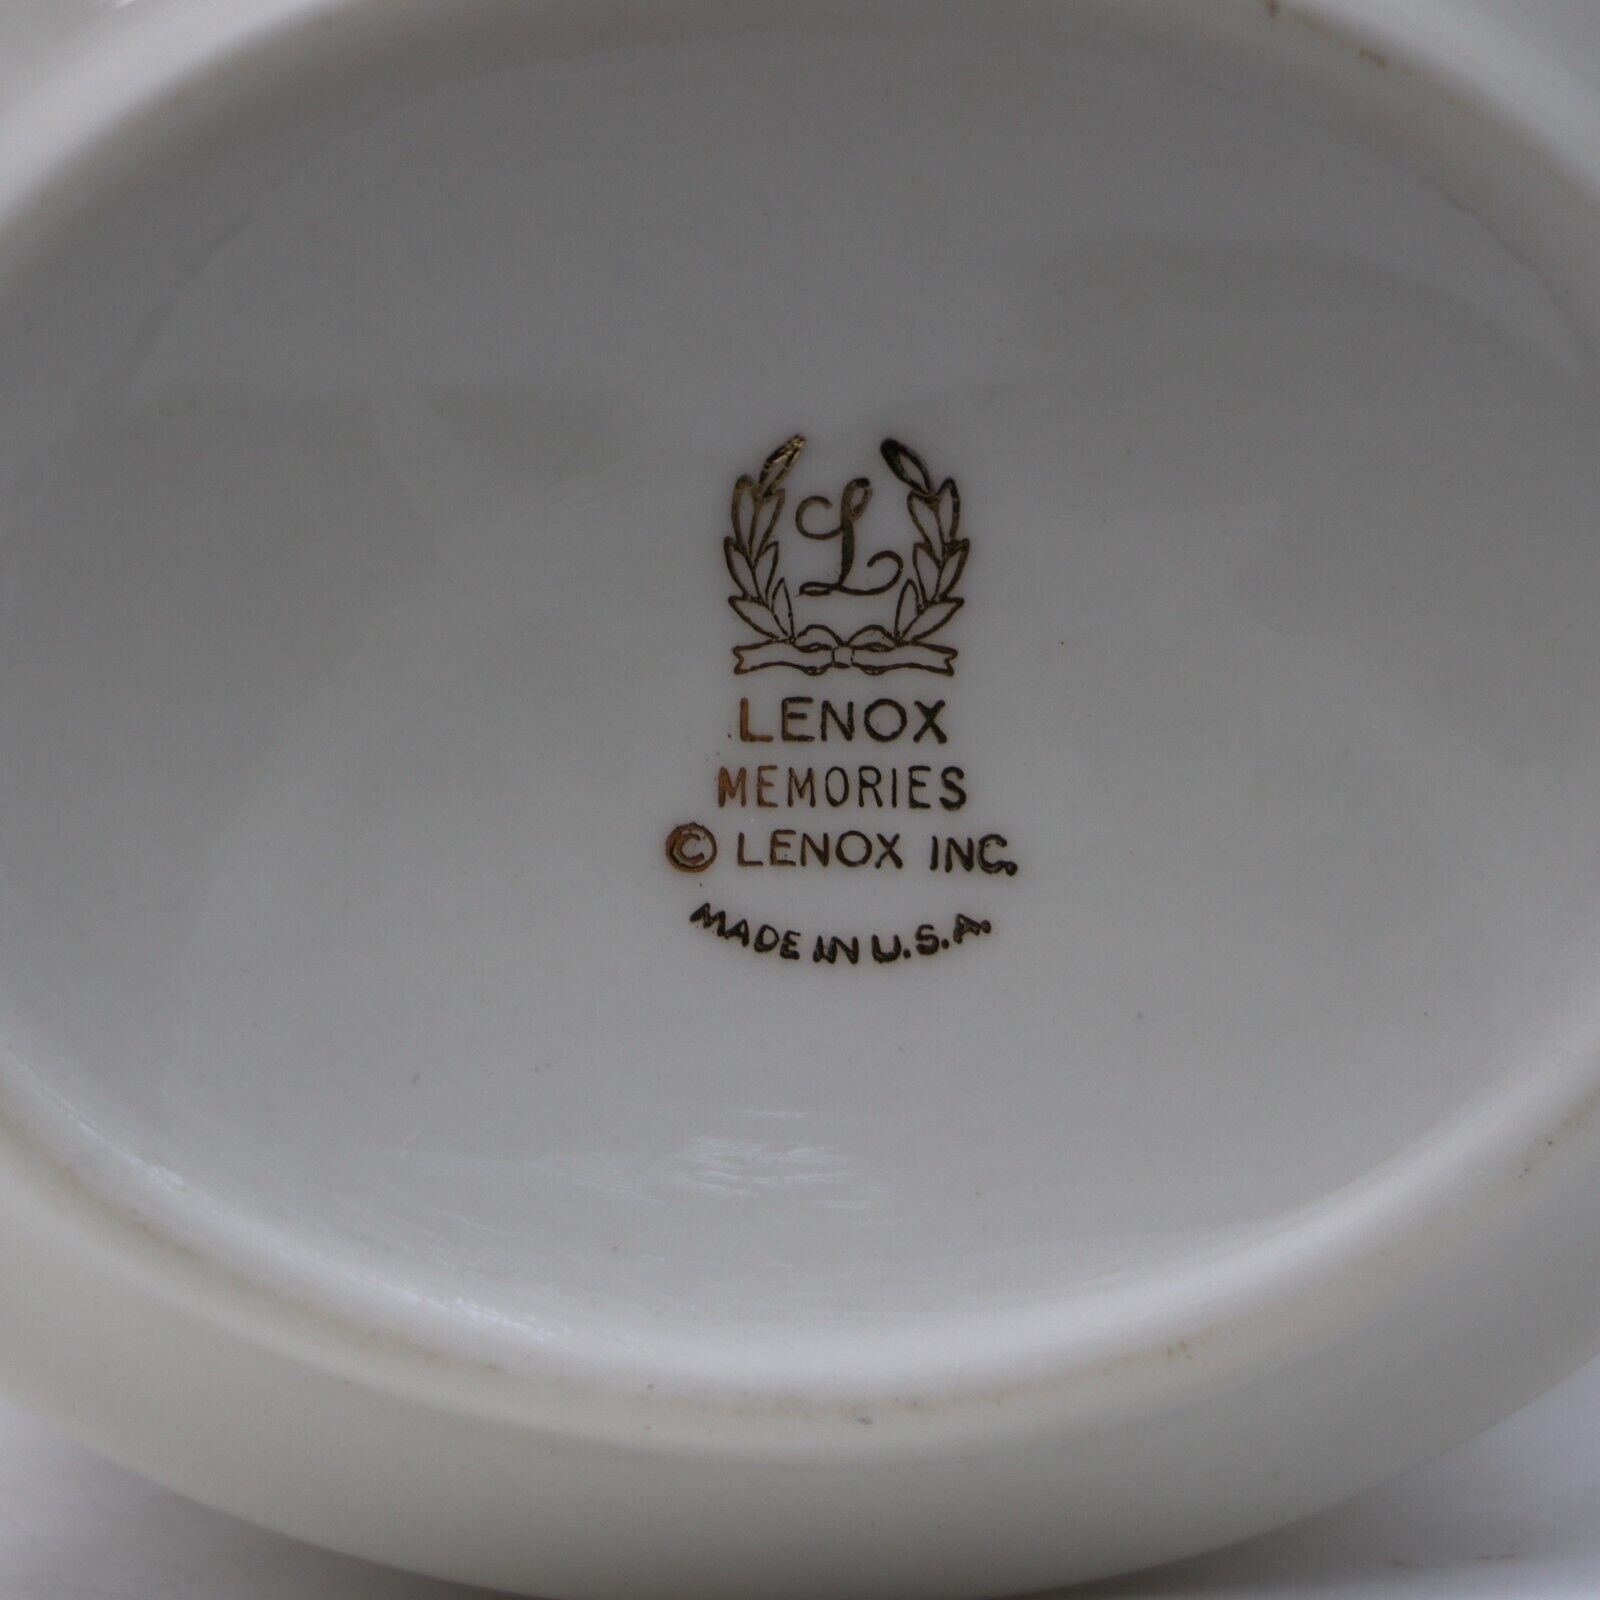 L
LENOX
MEMORIES
© LENOX INC.
MADE IN U.S.A.